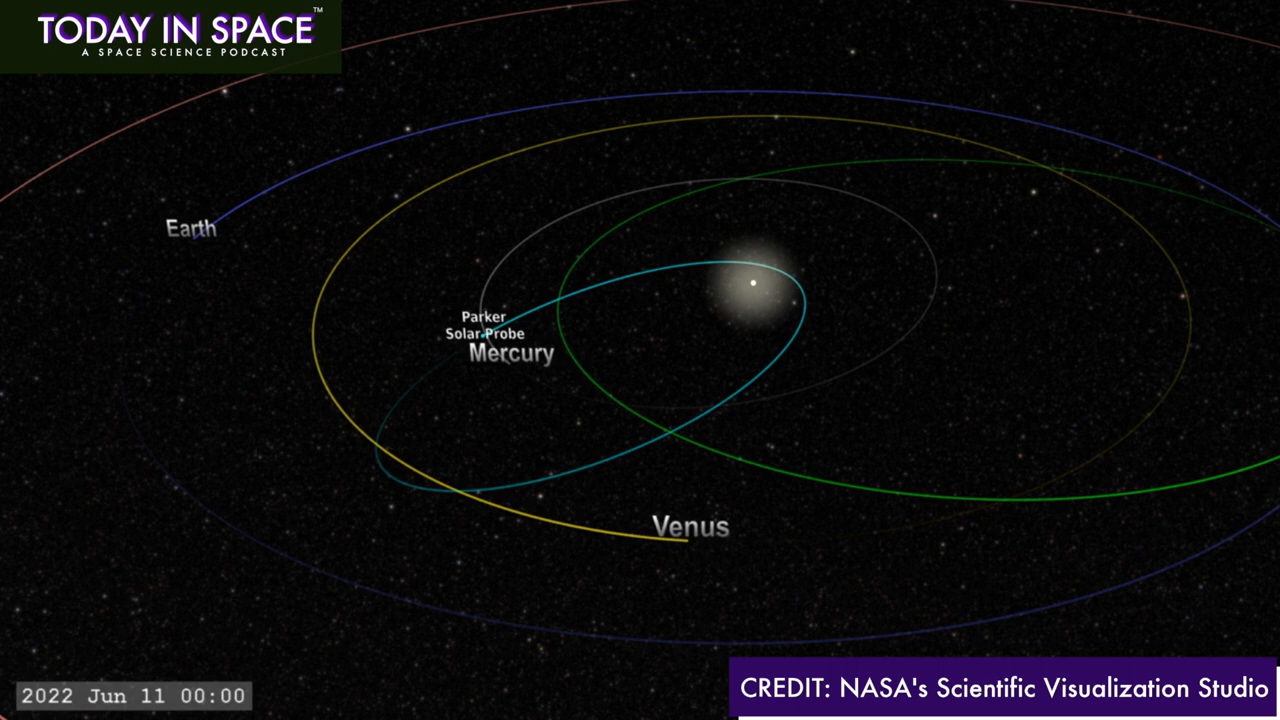 TODAY IN SPACE™
A SPACE SCIENCE PODCAST
Earth
Parker
Solar Probe
Mercury
Venus
2022 Jun 11 00:00
CREDIT: NASA's Scientific Visualization Studio